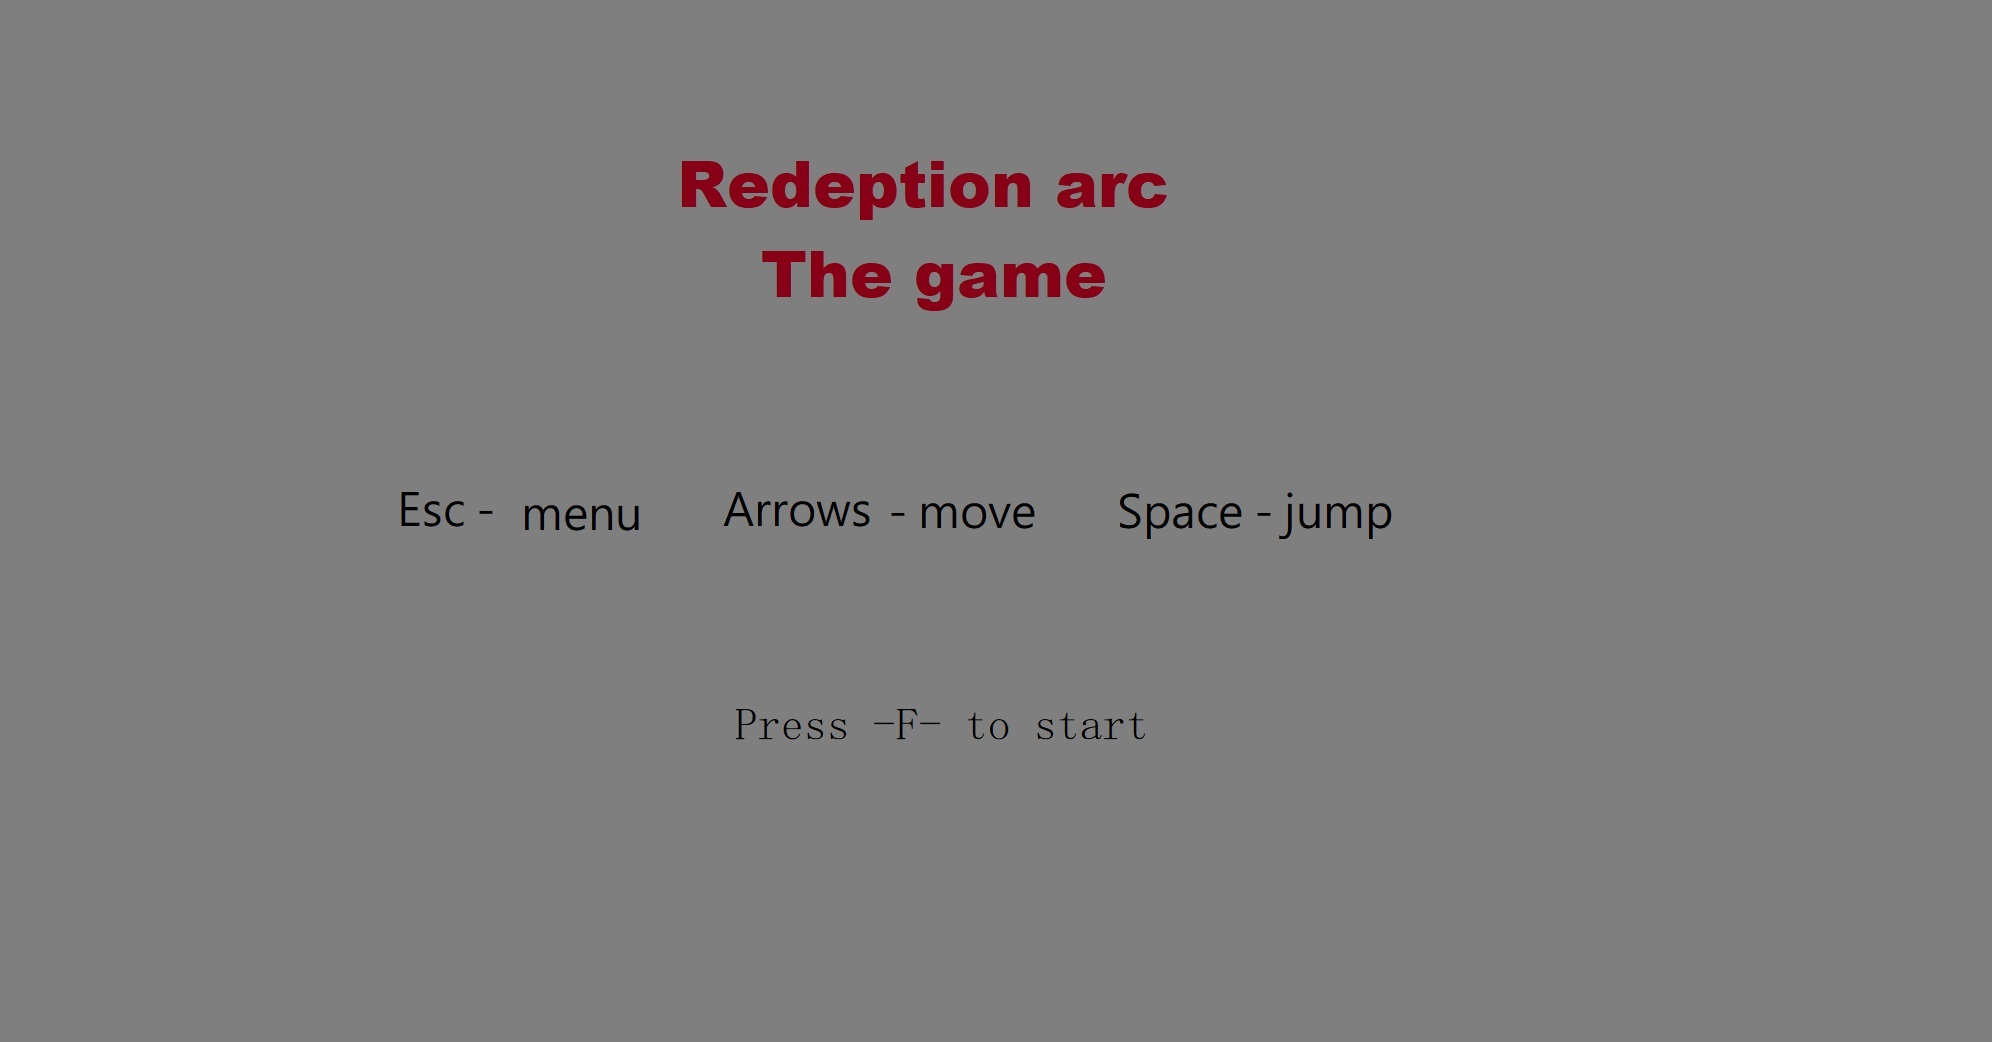 Redeption arc
The game
Esc - menu Arrows - move Space - jump
Press -F- to start